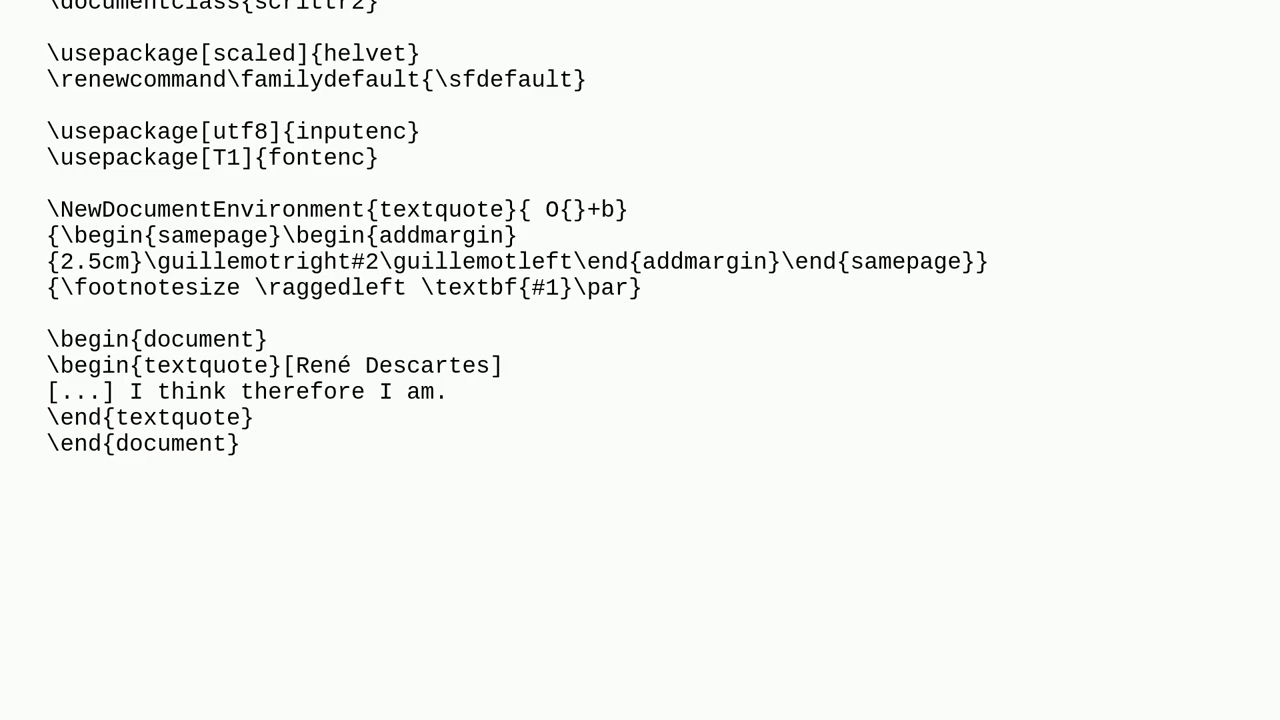 \documentclass{scrlttr2}
\usepackage[scaled]{helvet}
\renewcommand\familydefault{\sfdefault}
\usepackage[utf8]{inputenc}
\usepackage[T1]{fontenc}
\NewDocumentEnvironment{textquote}{ O{}+b}
{\begin{samepage}\begin{addmargin}
{2.5cm}\guillemotright#2\guillemotleft\end{addmargin}\end{samepage}}
{\footnotesize \raggedleft \textbf{#1}\par}
\begin{document}
\begin{textquote}[René Descartes]
[...] I think therefore I am.
\end{textquote}
\end{document}